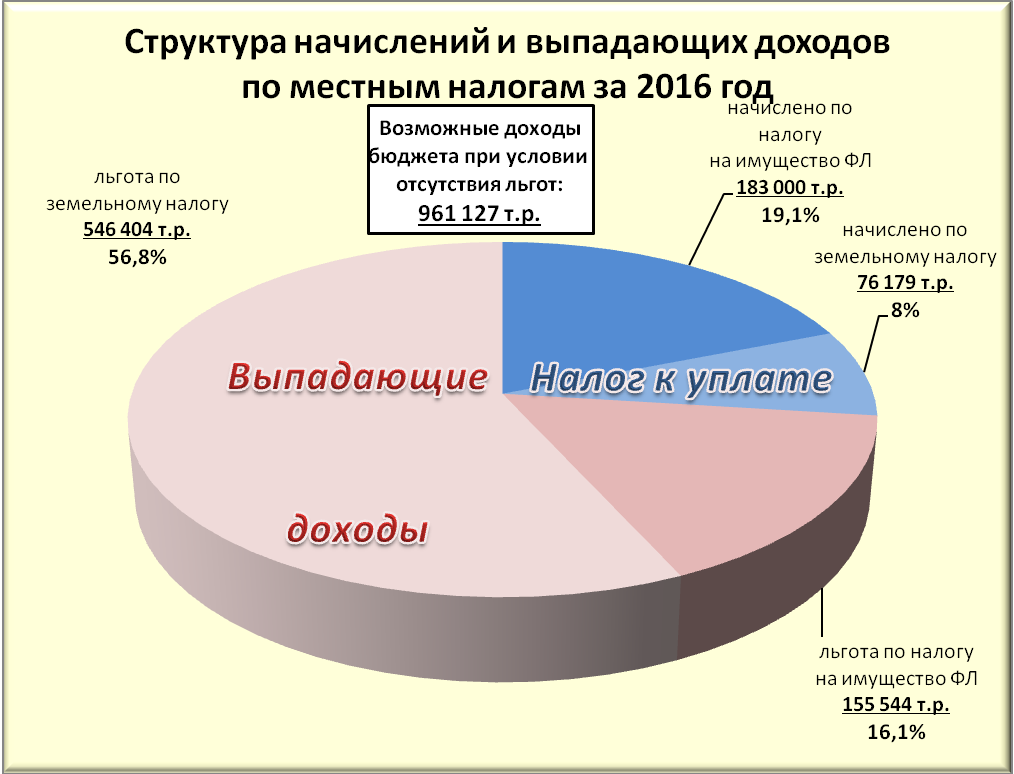 Структура начислений и выпадающих доходов
по местным налогам за 2016 год
Возможные доходы
бюджета при условии
отсутствия льгот:
961 127 т.р.
начислено по
налогу
на имущество ФЛ
183 000 т.р.
19,1%
льгота по
земельному налогу
546 404 т.р.
56,8%
начислено по
земельному налогу
76 179 т.р.
8%
Выпадающие
Налог к уплате
доходы
льгота по налогу
на имущество ФЛ
155 544 т.р.
16,1%